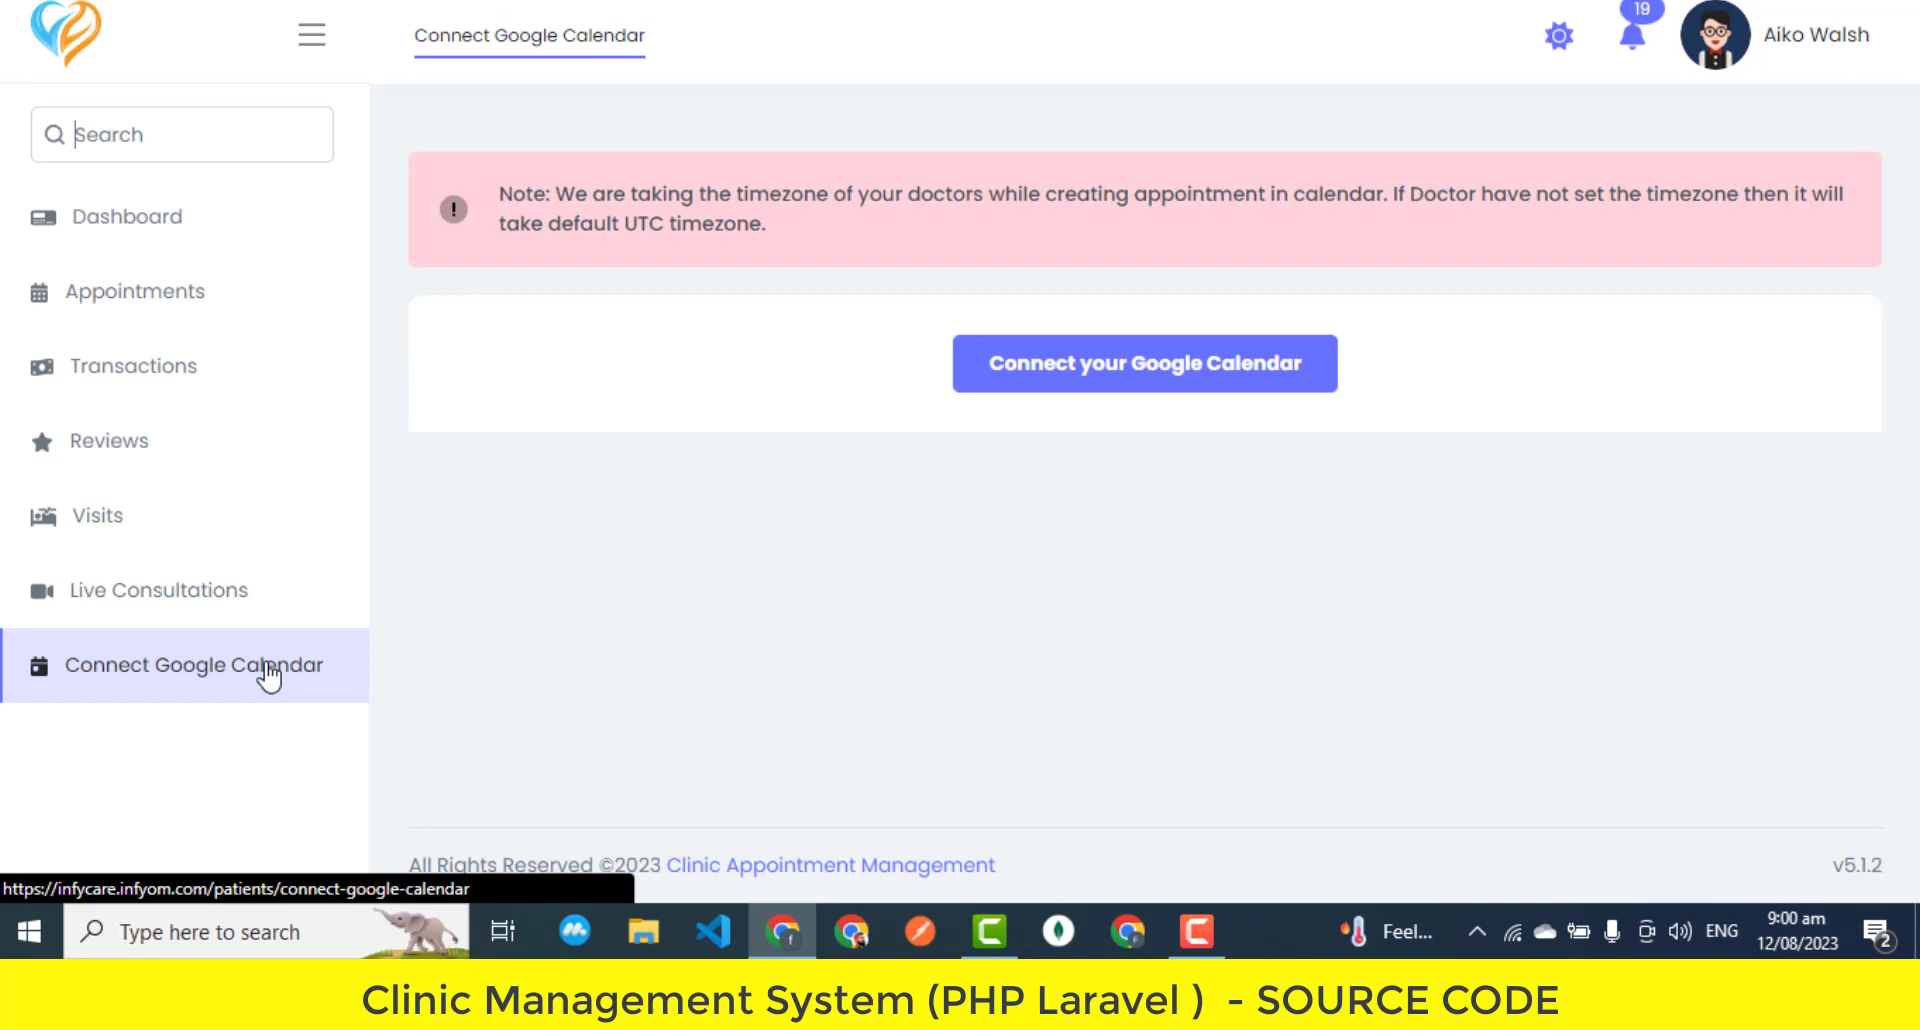 Connect Google Calendar
19
Aiko Walsh
Search
Dashboard
Appointments
Transactions
Reviews
Visits
Live Consultations
Connect Google Calendar
Note: We are taking the timezone of your doctors while creating appointment in calendar. If Doctor have not set the timezone then it will
take default UTC timezone.
Connect your Google Calendar
All Rights Reserved ©2023 Clinic Appointment Management
v5.1.2
https://infycare.infyom.com/patients/connect-google-calendar
Type here to search
Feel...
ENG
9:00 am
12/08/2023
2
Clinic Management System (PHP Laravel ) - SOURCE CODE